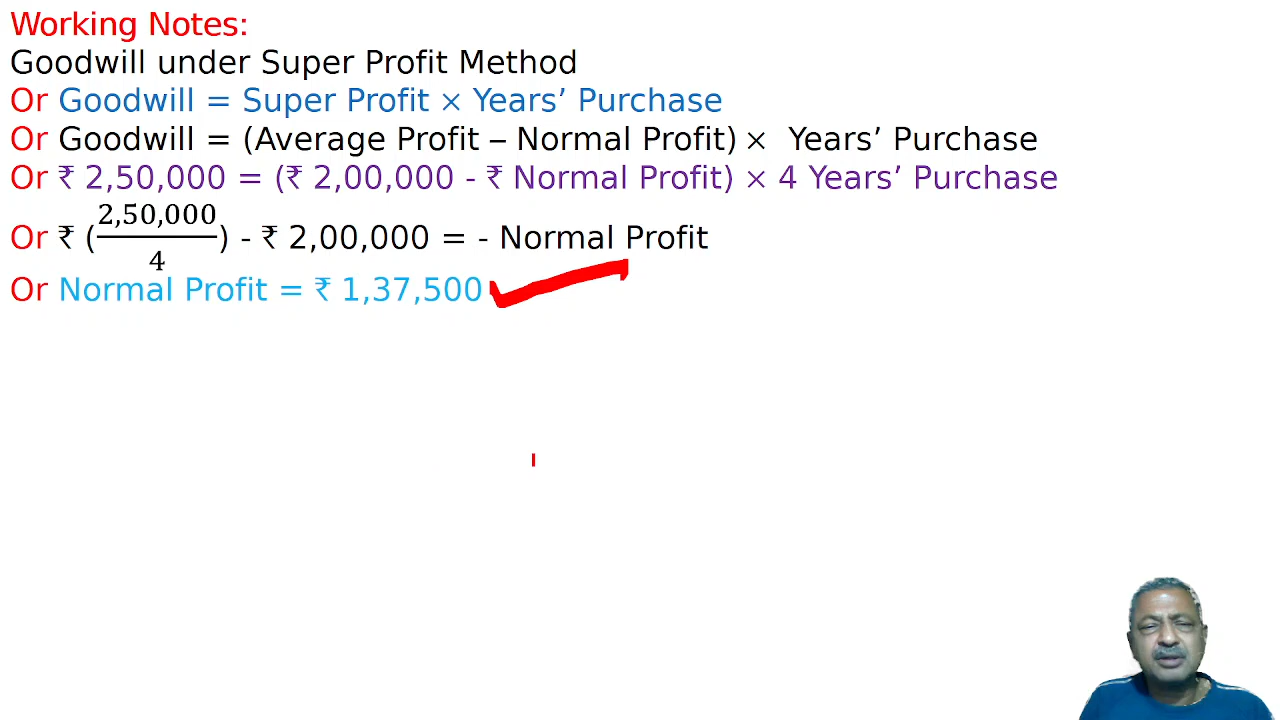 Working Notes:
Goodwill under Super Profit Method
Or Goodwill = Super Profit × Years’ Purchase
Or Goodwill = (Average Profit – Normal Profit) × Years’ Purchase
Or ₹ 2,50,000 = (₹ 2,00,000 - ₹ Normal Profit) × 4 Years’ Purchase
Or ₹ (2,50,000/4) - ₹ 2,00,000 = - Normal Profit
Or Normal Profit = ₹ 1,37,500